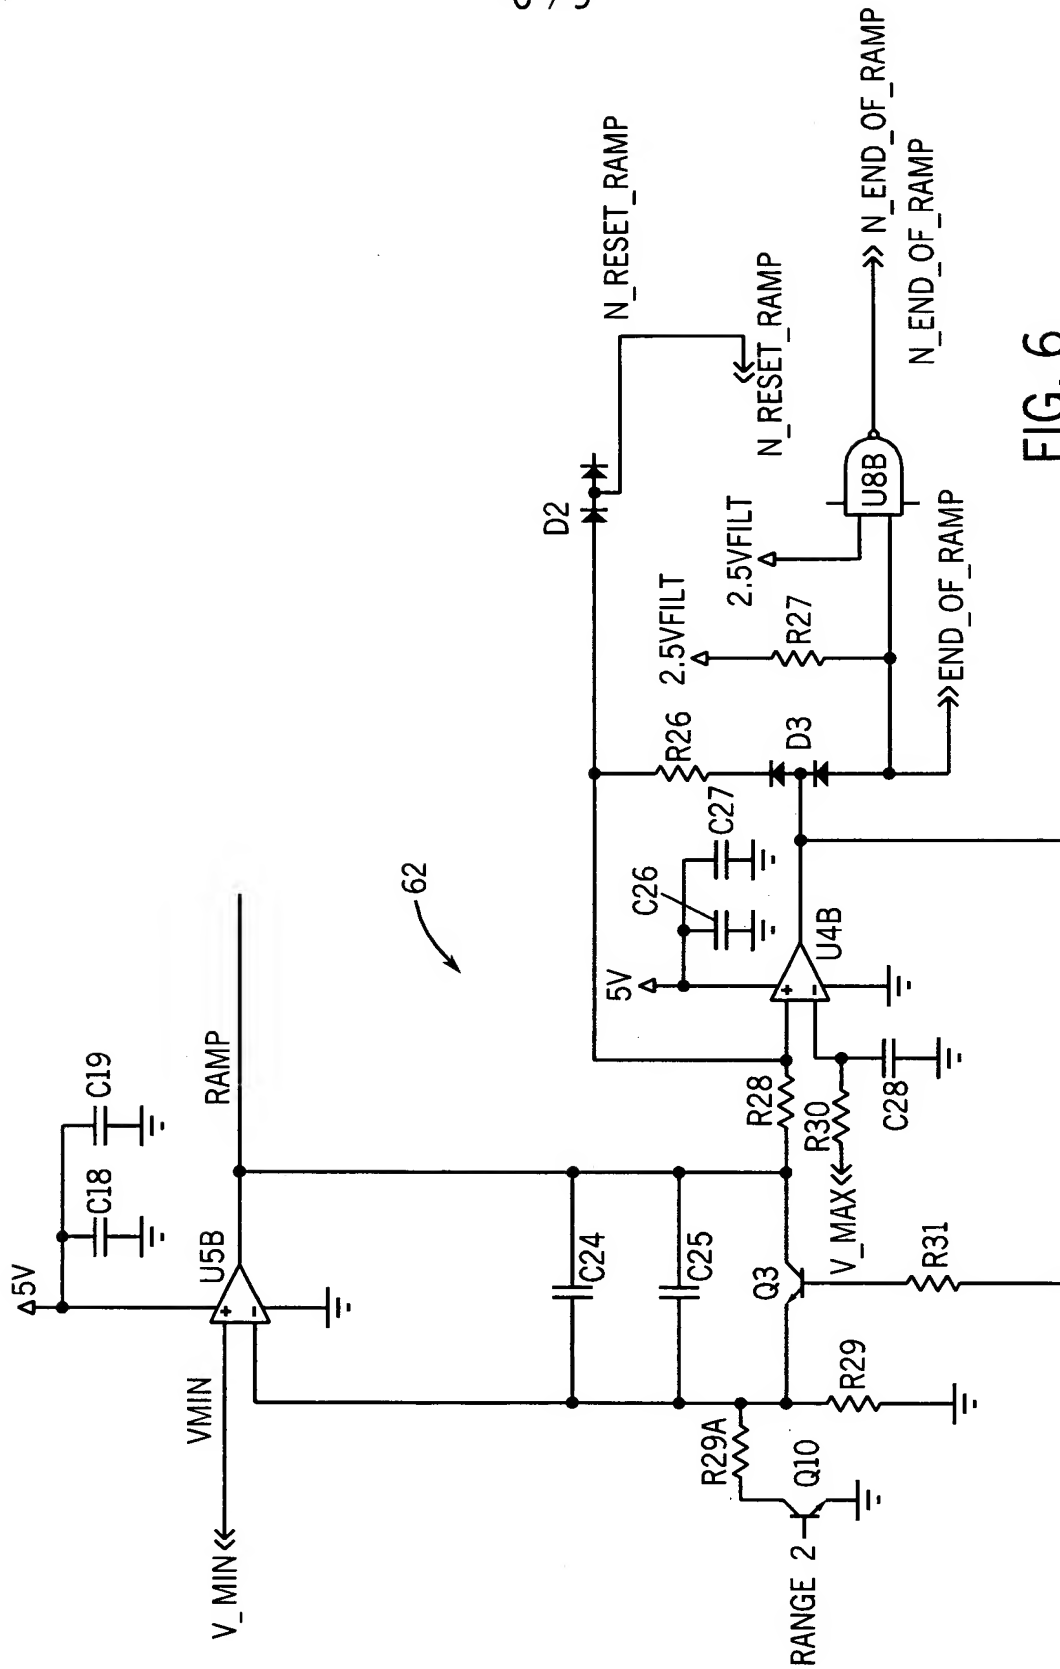 5V
C18
C19
U5B
+
-
VMIN
V_MIN
RAMP
62
C24
C25
Q3
R29A
Q10
RANGE 2
R29
R31
R28
R30
V_MAX
C28
5V
C26
C27
+
-
U4B
R26
D3
D2
N_RESET_RAMP
N_RESET_RAMP
2.5VFILT
2.5VFILT
R27
U8B
END_OF_RAMP
N_END_OF_RAMP
N_END_OF_RAMP
FIG. 6